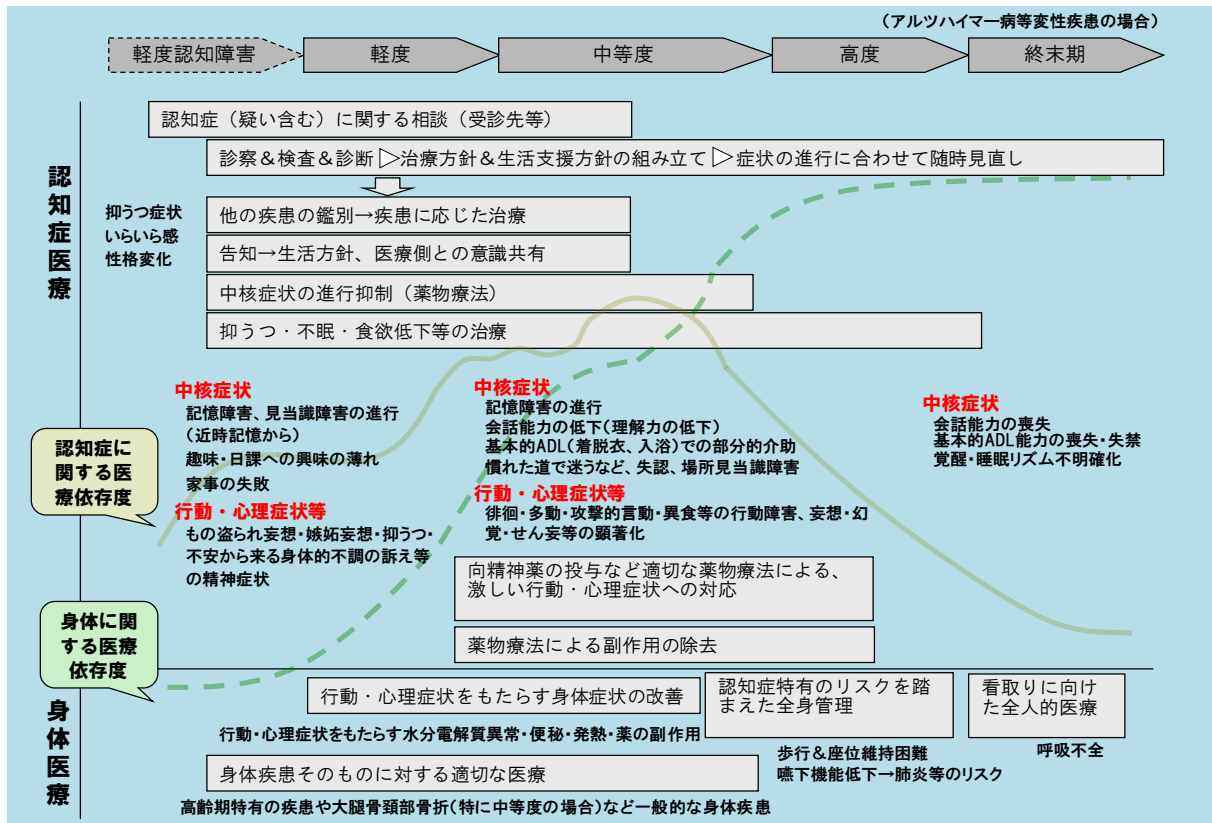 （アルツハイマー病等変性疾患の場合）
軽度認知障害
軽度
中等度
高度
終末期
認知症医療
認知症（疑い含む）に関する相談（受診先等）
診察＆検査＆診断▷治療方針＆生活支援方針の組み立て▷症状の進行に合わせて随時見直し
抑うつ症状
いらいら感
性格変化
他の疾患の鑑別→疾患に応じた治療
告知→生活方針、医療側との意識共有
中核症状の進行抑制（薬物療法）
抑うつ・不眠・食欲低下等の治療
中核症状
記憶障害、見当識障害の進行
（近時記憶から）
趣味・日課への興味の薄れ
家事の失敗
行動・心理症状等
もの盗られ妄想・嫉妬妄想・抑うつ・
不安から来る身体的不調の訴え等
の精神症状
中核症状
記憶障害の進行
会話能力の低下（理解力の低下）
基本的ADL（着脱衣、入浴）での部分的介助
慣れた道で迷うなど、失認、場所見当識障害
行動・心理症状等
徘徊・多動・攻撃的言動・異食等の行動障害、妄想・幻
覚・せん妄等の顕著化
中核症状
会話能力の喪失
基本的ADL能力の喪失・失禁
覚醒・睡眠リズム不明確化
認知症に
関する医
療依存度
向精神薬の投与など適切な薬物療法による、
激しい行動・心理症状への対応
薬物療法による副作用の除去
身体に関
する医療
依存度
身体医療
行動・心理症状をもたらす身体症状の改善
行動・心理症状をもたらす水分電解質異常・便秘・発熱・薬の副作用
認知症特有のリスクを踏
まえた全身管理
歩行＆座位維持困難
嚥下機能低下→肺炎等のリスク
看取りに向け
た全人的医療
呼吸不全
身体疾患そのものに対する適切な医療
高齢期特有の疾患や大腿骨頚部骨折（特に中等度の場合）など一般的な身体疾患